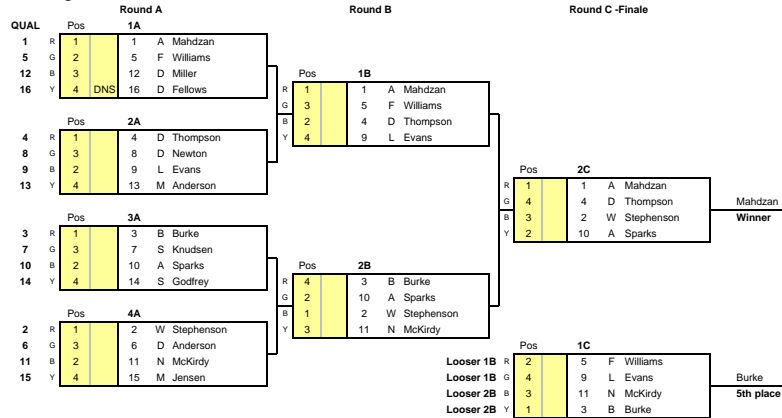 Round A Round B Round C -Finale
QUAL Pos 1A
1 R 1 1 A Mahdzan
5 G 2 5 F Williams
12 B 3 12 D Miller
16 Y 4 DNS 16 D Fellows
Pos 2A
4 R 1 4 D Thompson
8 G 3 8 D Newton
9 B 2 9 L Evans
13 Y 4 13 M Anderson
Pos 3A
3 R 1 3 B Burke
7 G 3 7 S Knudsen
10 B 2 10 A Sparks
14 Y 4 14 S Godfrey
Pos 4A
2 R 1 2 W Stephenson
6 G 3 6 D Anderson
11 B 2 11 N McKirdy
15 Y 4 15 M Jensen
Pos 1B
R 1 1 A Mahdzan
G 3 5 F Williams
B 2 4 D Thompson
Y 4 9 L Evans
Pos 2B
R 4 3 B Burke
G 2 10 A Sparks
B 1 2 W Stephenson
Y 3 11 N McKirdy
Pos 2C
R 1 1 A Mahdzan Mahdzan
G 4 4 D Thompson
B 3 2 W Stephenson Winner
Y 2 10 A Sparks
Pos 1C
Looser 1B R 2 5 F Williams
Looser 1B G 4 9 L Evans Burke
Looser 2B B 3 11 N McKirdy 5th place
Looser 2B Y 1 3 B Burke